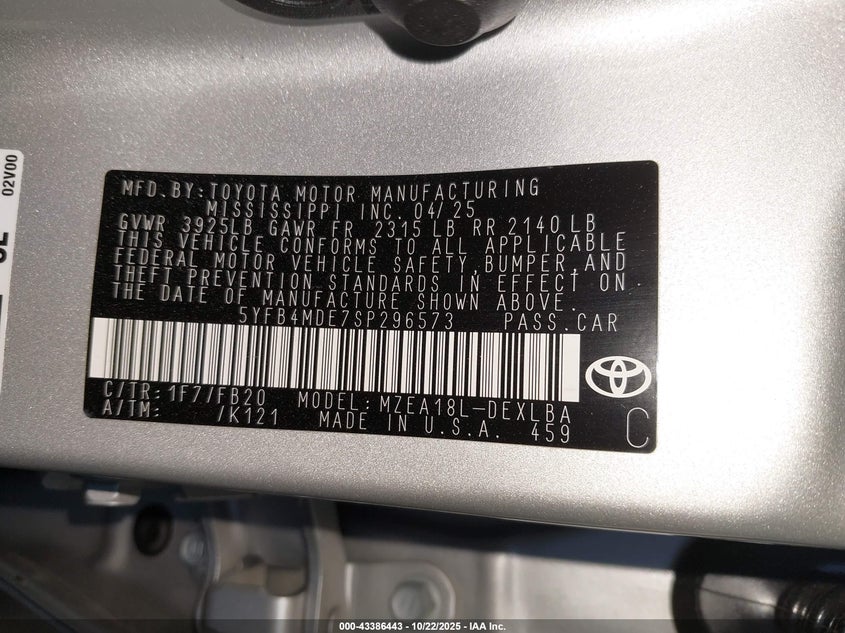 02V00
MFD.BY:TOYOTA MOTOR MANUFACTURING
MISSISSIPPI INC. 04/25
GVWR 3925LB GAWR FR 2315 LB RR 2140 LB
THIS VEHICLE CONFORMS TO ALL APPLICABLE
FEDERAL MOTOR VEHICLE SAFETY,BUMPER,AND
THEFT PREVENTION STANDARDS IN EFFECT ON
THE DATE OF MANUFACTURE SHOWN ABOVE.
5YFB4MDE7SP296573 PASS.CAR
C/TR:1F7/FB20 MODEL:MZEA18L-DEXLBA
A/TM: /K121 MADE IN U.S.A. 459 C
000-43386443 - 10/22/2025 - IAA Inc.